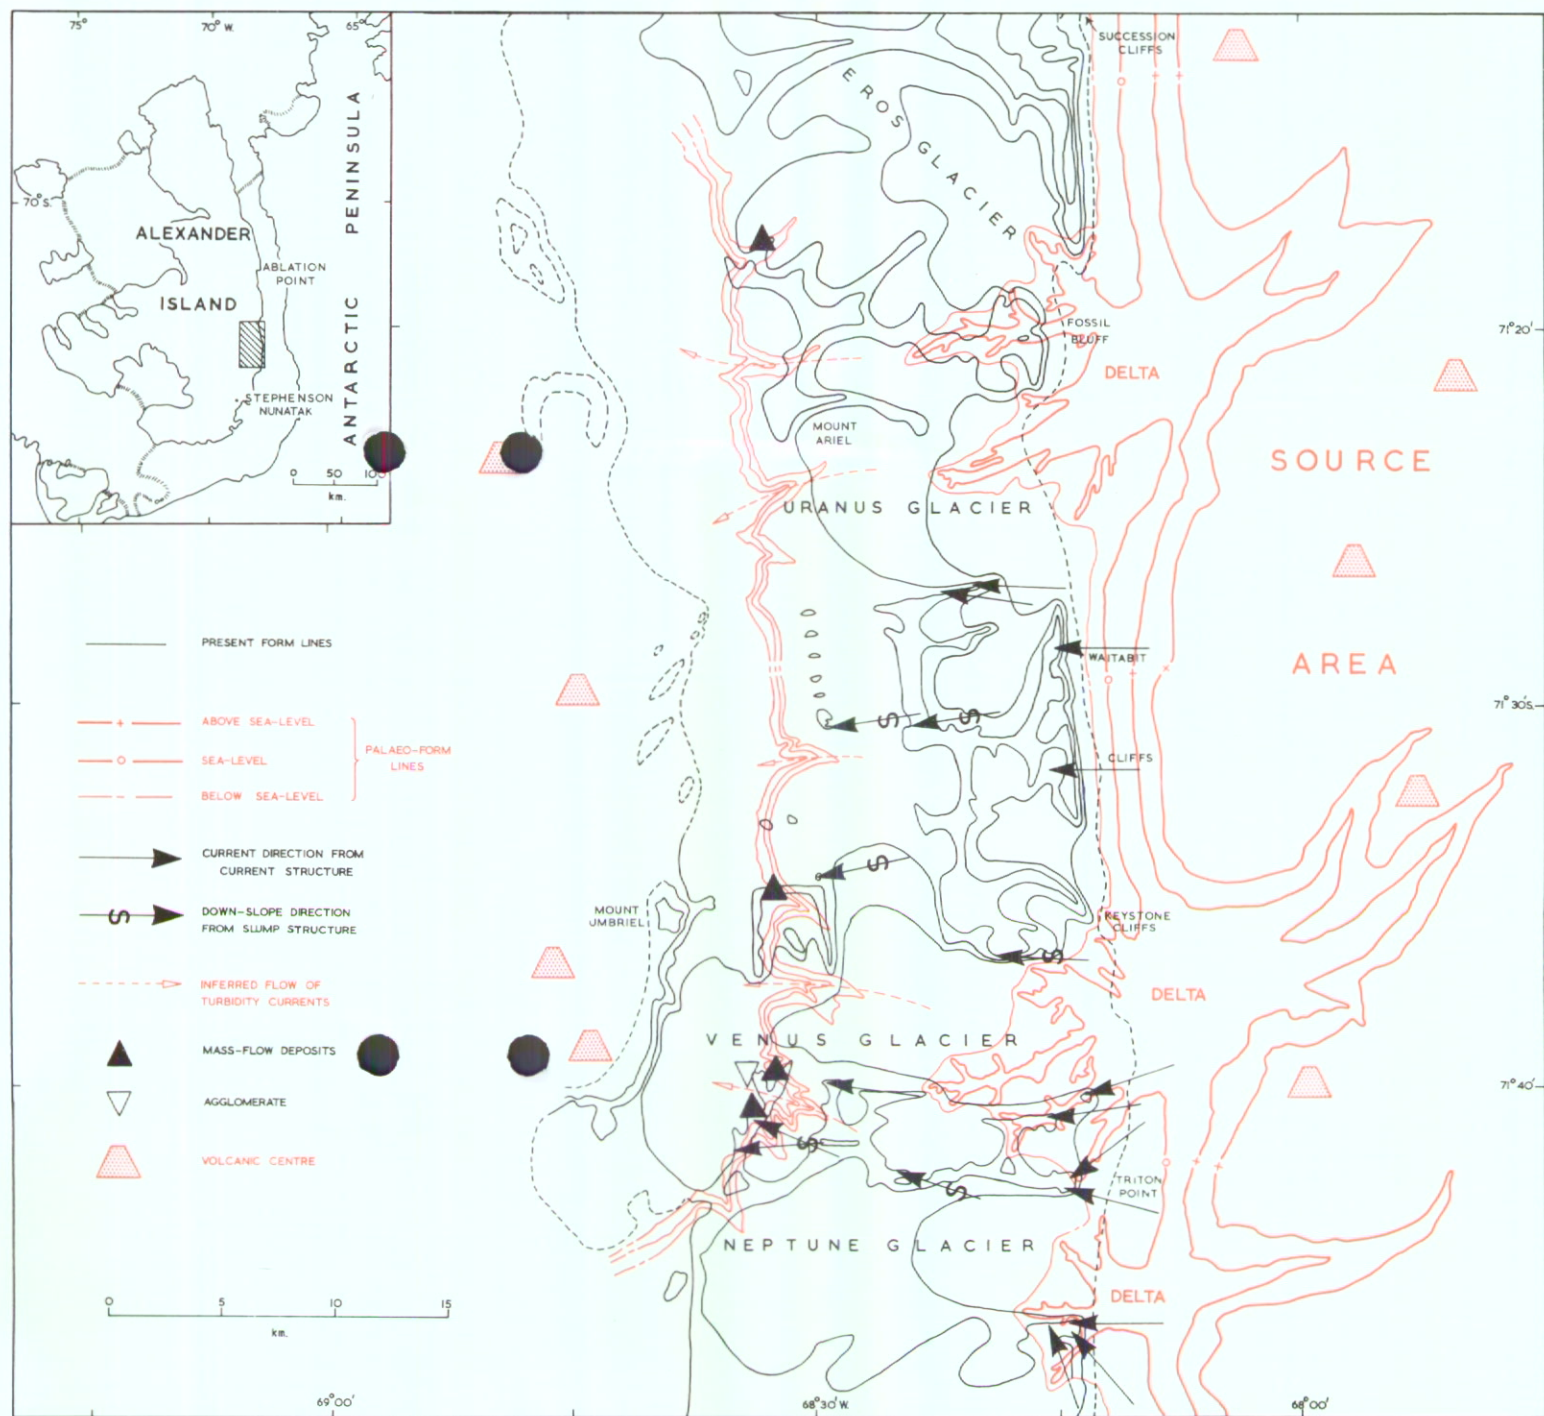 75°
70° W.
65°
70° S.
ALEXANDER
ISLAND
ABLATION
POINT
STEPHENSON
NUNATAK
ANTARCTIC PENINSULA
0 50 100
km.
SUCCESSION
CLIFFS
EROS GLACIER
FOSSIL
BLUFF
71°20'
DELTA
MOUNT
ARIEL
SOURCE
AREA
URANUS GLACIER
WAITABIT
CLIFFS
S S
71°30'S.
PRESENT FORM LINES
ABOVE SEA-LEVEL
SEA-LEVEL
BELOW SEA-LEVEL
PALAEO-FORM
LINES
CURRENT DIRECTION FROM
CURRENT STRUCTURE
S
DOWN-SLOPE DIRECTION
FROM SLUMP STRUCTURE
INFERRED FLOW OF
TURBIDITY CURRENTS
MASS-FLOW DEPOSITS
AGGLOMERATE
VOLCANIC CENTRE
S
MOUNT
UMBRIEL
KEYSTONE
CLIFFS
S
DELTA
VENUS GLACIER
71°40'
S
S
TRITON
POINT
NEPTUNE GLACIER
DELTA
0 5 10 15
km.
69°00'
68°30'W.
68°00'